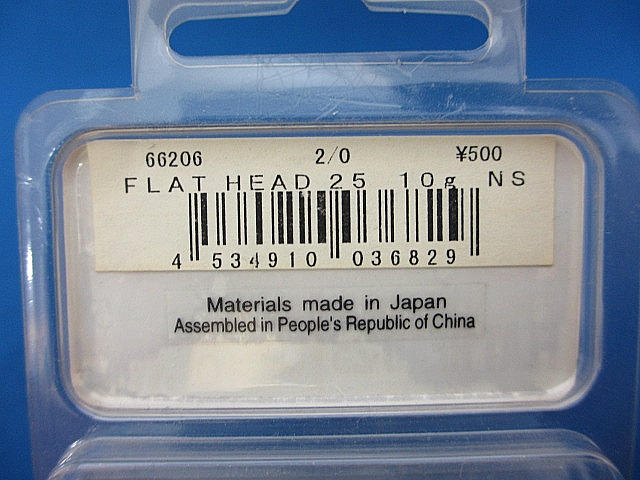 66206 2/0 ¥500
FLAT HEAD 25 10g NS
4 534910 036829
Materials made in Japan
Assembled in People's Republic of China